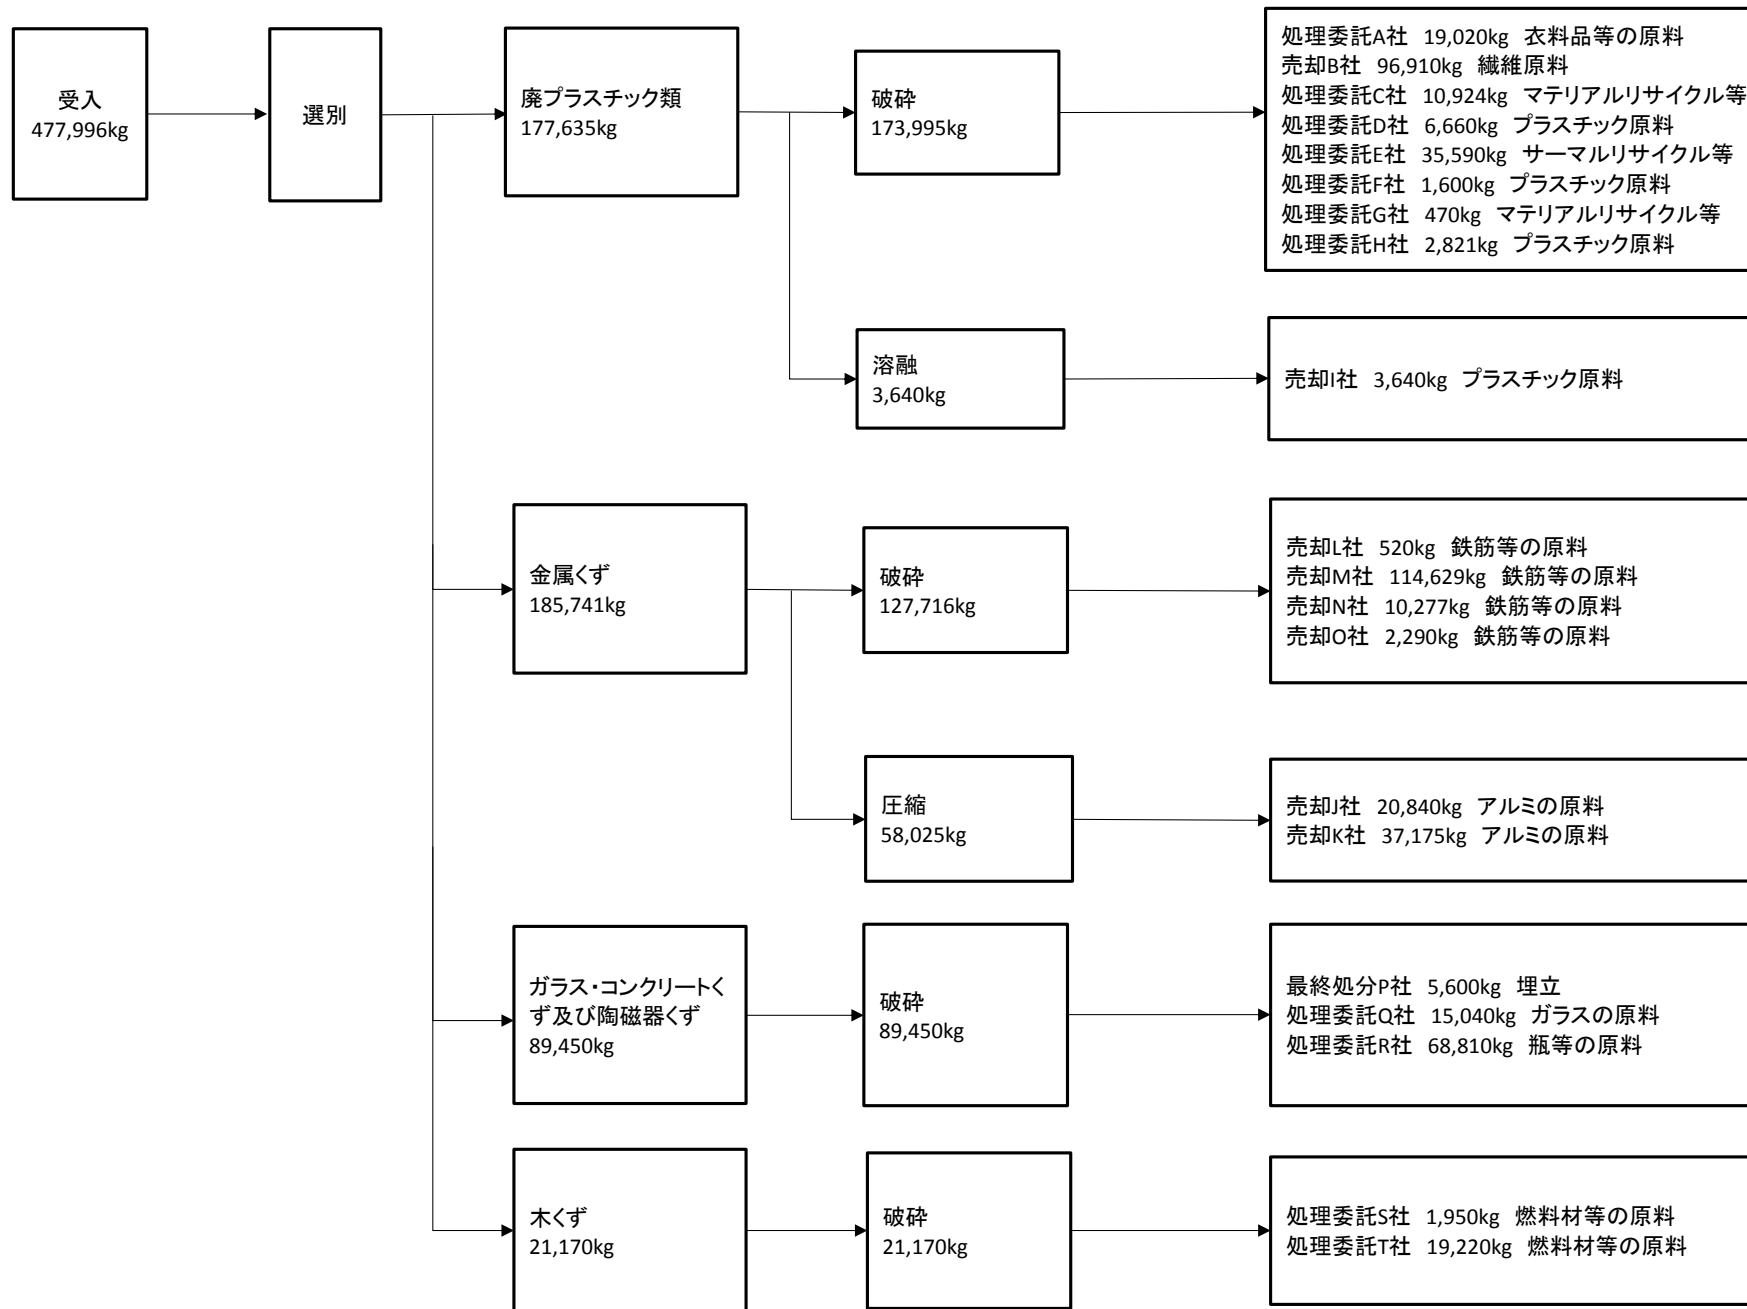 受入
477,996kg
選別
廃プラスチック類
177,635kg
破砕
173,995kg
処理委託A社 19,020kg 衣料品等の原料
売却B社 96,910kg 繊維原料
処理委託C社 10,924kg マテリアルリサイクル等
処理委託D社 6,660kg プラスチック原料
処理委託E社 35,590kg サーマルリサイクル等
処理委託F社 1,600kg プラスチック原料
処理委託G社 470kg マテリアルリサイクル等
処理委託H社 2,821kg プラスチック原料
溶融
3,640kg
売却I社 3,640kg プラスチック原料
金属くず
185,741kg
破砕
127,716kg
売却L社 520kg 鉄筋等の原料
売却M社 114,629kg 鉄筋等の原料
売却N社 10,277kg 鉄筋等の原料
売却O社 2,290kg 鉄筋等の原料
圧縮
58,025kg
売却J社 20,840kg アルミの原料
売却K社 37,175kg アルミの原料
ガラス・コンクリートく
ず及び陶磁器くず
89,450kg
破砕
89,450kg
最終処分P社 5,600kg 埋立
処理委託Q社 15,040kg ガラスの原料
処理委託R社 68,810kg 瓶等の原料
木くず
21,170kg
破砕
21,170kg
処理委託S社 1,950kg 燃料材等の原料
処理委託T社 19,220kg 燃料材等の原料